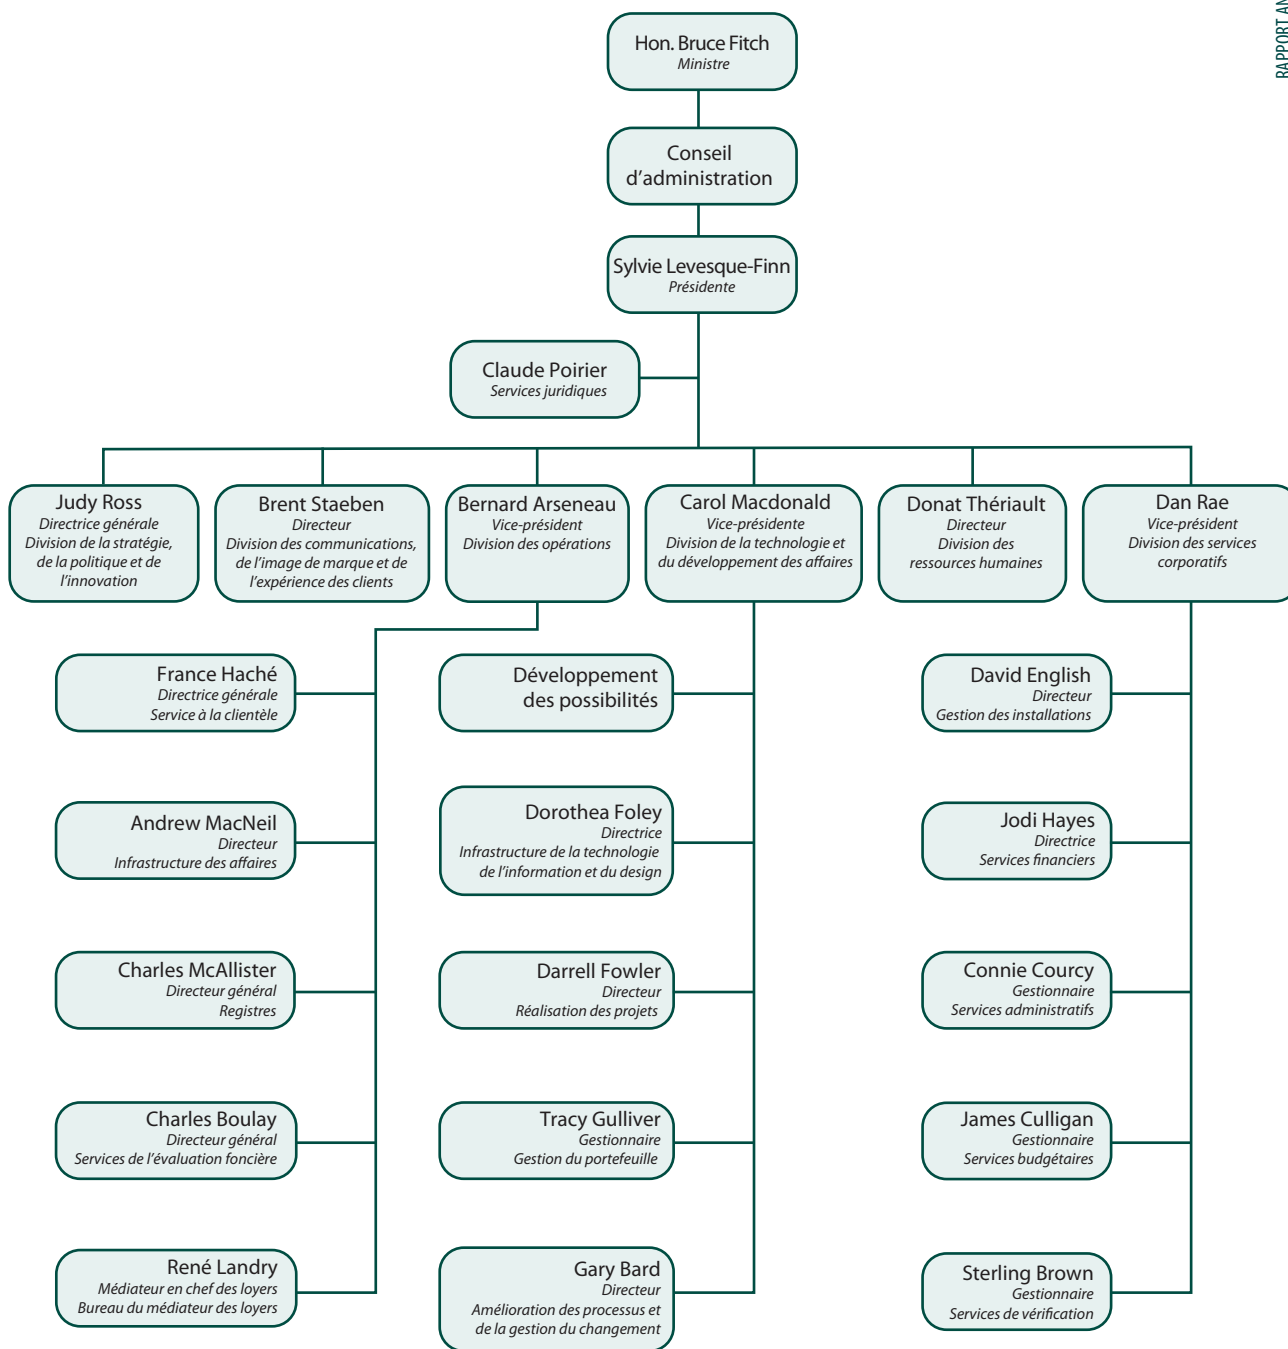 RAPPORT AN
Hon. Bruce Fitch
Ministre
Conseil
d’administration
Sylvie Levesque-Finn
Présidente
Claude Poirier
Services juridiques
Judy Ross
Directrice générale
Division de la stratégie,
de la politique et de
l’innovation
Brent Staeben
Directeur
Division des communications,
de l’image de marque et de
l’expérience des clients
Bernard Arseneau
Vice-président
Division des opérations
Carol Macdonald
Vice-présidente
Division de la technologie et
du développement des affaires
Donat Thériault
Directeur
Division des
ressources humaines
Dan Rae
Vice-président
Division des services
corporatifs
France Haché
Directrice générale
Service à la clientèle
Andrew MacNeil
Directeur
Infrastructure des affaires
Charles McAllister
Directeur général
Registres
Charles Boulay
Directeur général
Services de l’évaluation foncière
René Landry
Médiateur en chef des loyers
Bureau du médiateur des loyers
Développement
des possibilités
Dorothea Foley
Directrice
Infrastructure de la technologie
de l’information et du design
Darrell Fowler
Directeur
Réalisation des projets
Tracy Gulliver
Gestionnaire
Gestion du portefeuille
Gary Bard
Directeur
Amélioration des processus et
de la gestion du changement
David English
Directeur
Gestion des installations
Jodi Hayes
Directrice
Services financiers
Connie Courcy
Gestionnaire
Services administratifs
James Culligan
Gestionnaire
Services budgétaires
Sterling Brown
Gestionnaire
Services de vérification